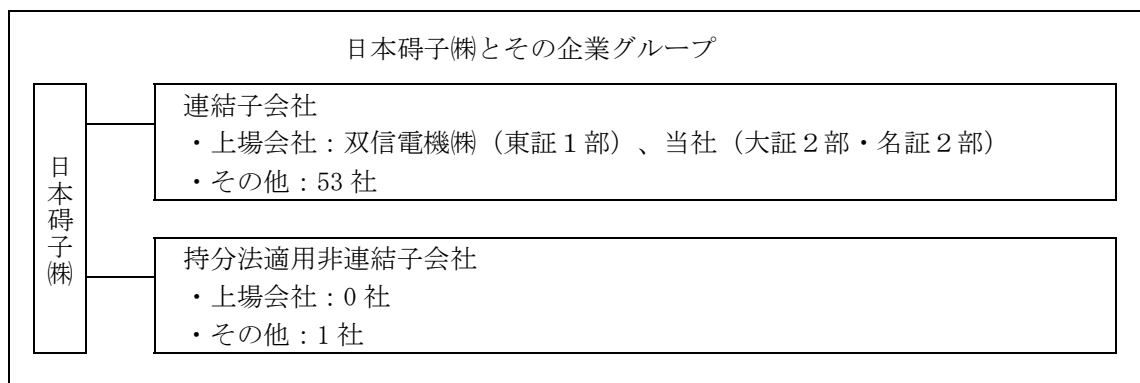 日本碍子㈱とその企業グループ
日本碍子㈱
連結子会社
・上場会社：双信電機㈱（東証１部）、当社（大証２部・名証２部）
・その他：53 社
持分法適用非連結子会社
・上場会社：0 社
・その他：1 社